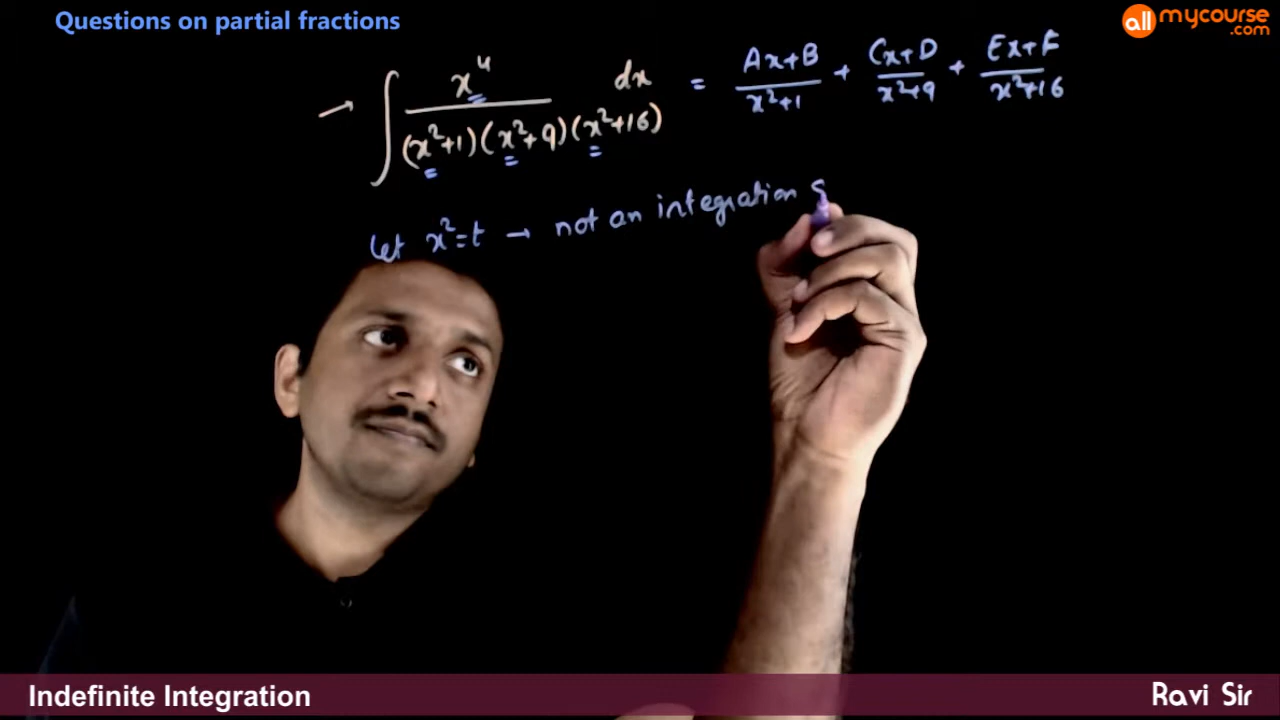 Questions on partial fractions
allmycourse.com
→ ∫ x⁴ / (x²+1)(x²+9)(x²+16) dx = Ax+B / x²+1 + Cx+D / x²+9 + Ex+F / x²+16
let x²=t → not an integration S
Indefinite Integration
Ravi Sir